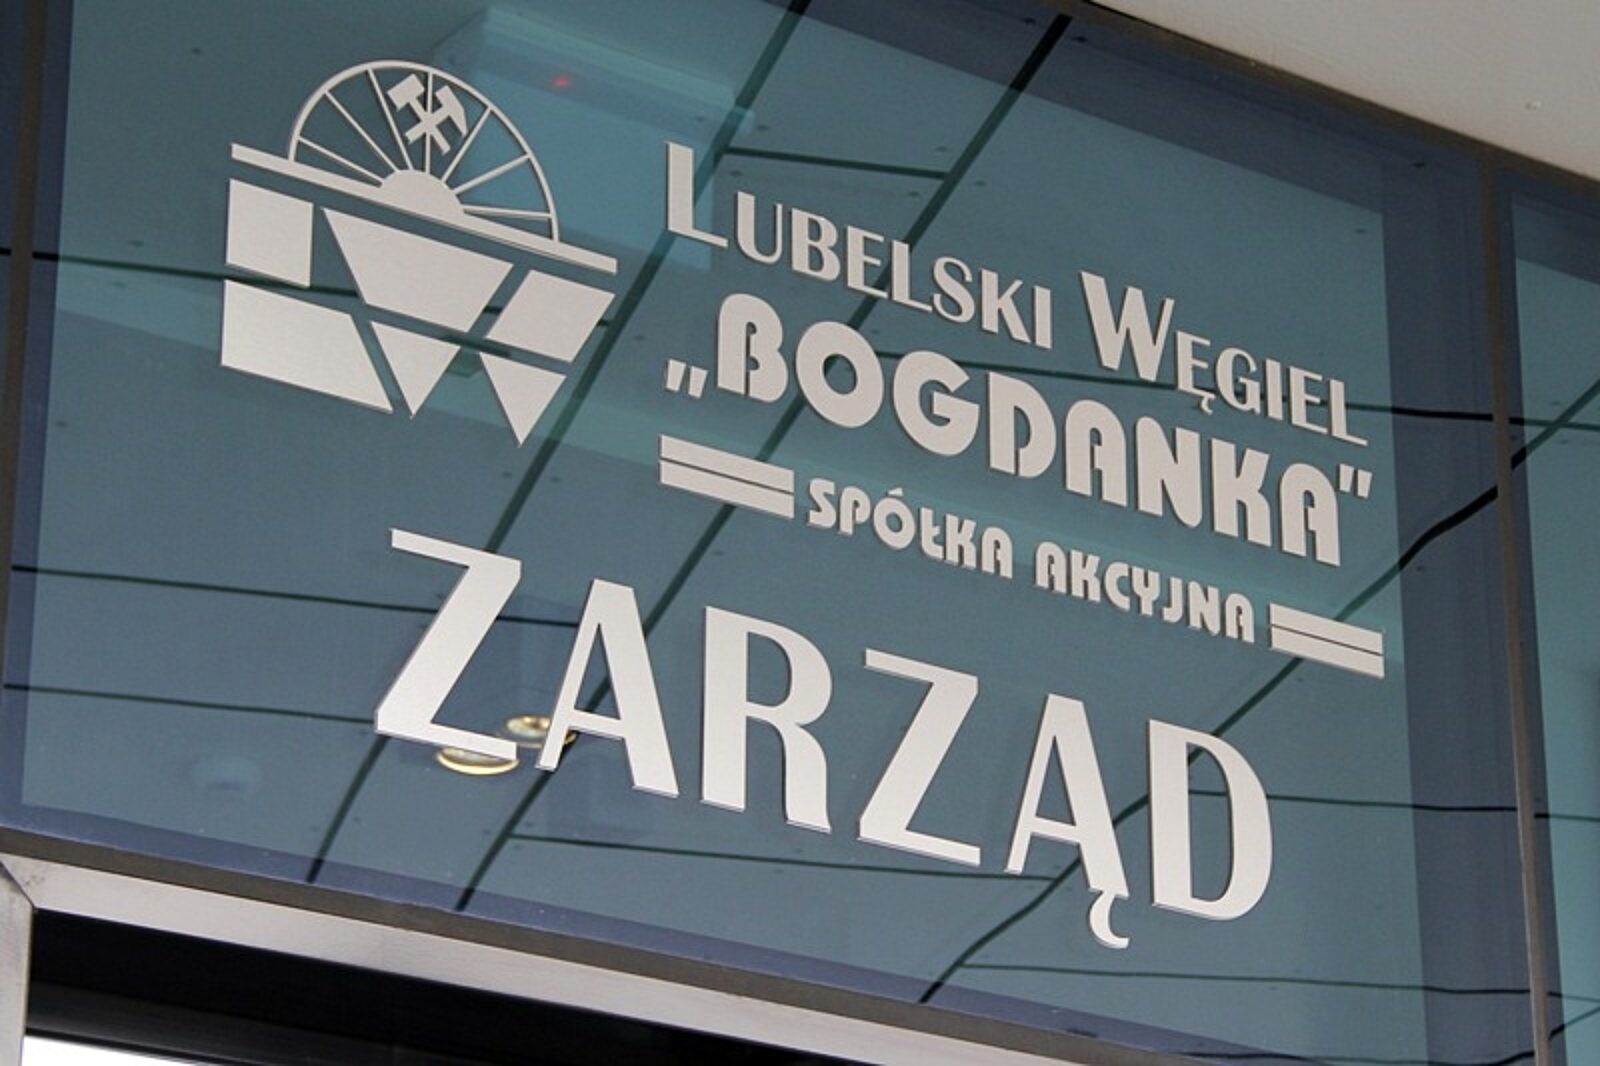 LUBELSKI WĘGIEL
„BOGDANKA”
SPÓŁKA AKCYJNA
ZARZĄD